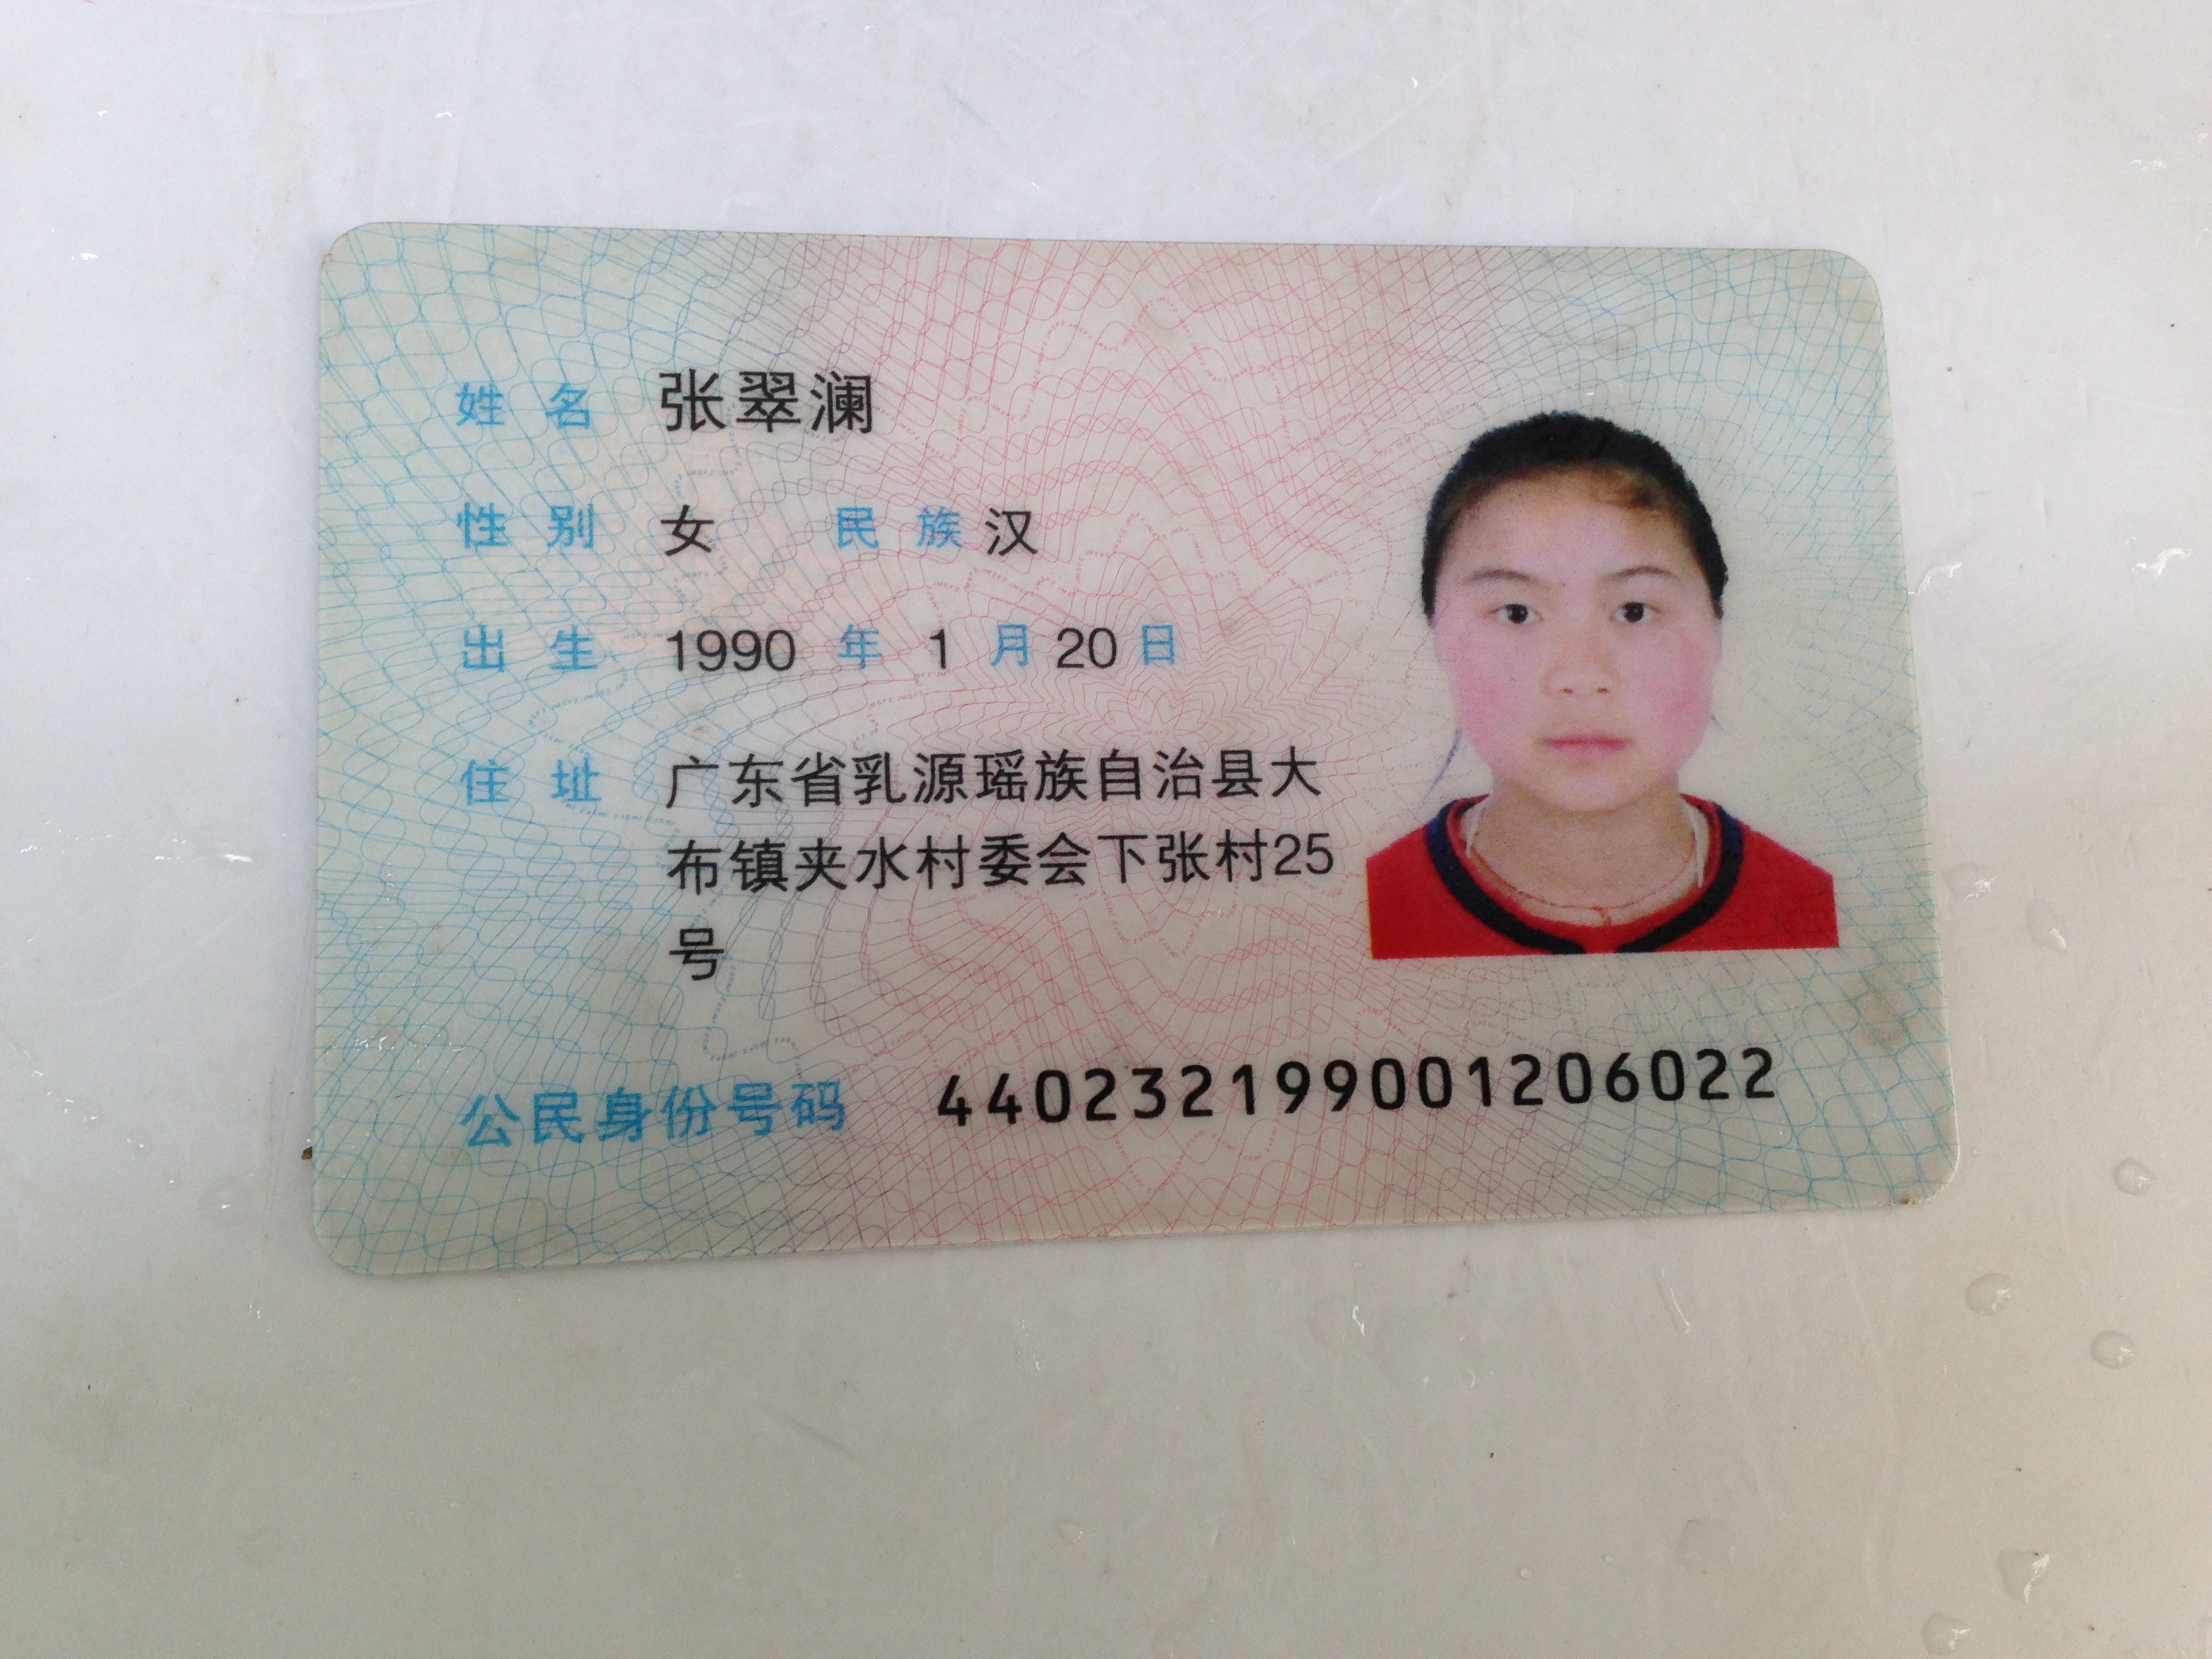 姓名 张翠澜
性别 女 民族 汉
出生 1990 年 1 月 20 日
住址 广东省乳源瑶族自治县大
布镇夹水村委会下张村25
号
公民身份号码 440232199001206022